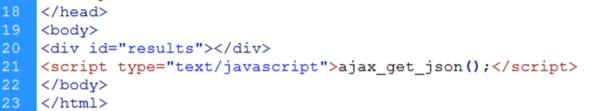 18 </head>
19 <body>
20 <div id="results"></div>
21 <script type="text/javascript">ajax_get_json();</script>
22 </body>
23 </html>